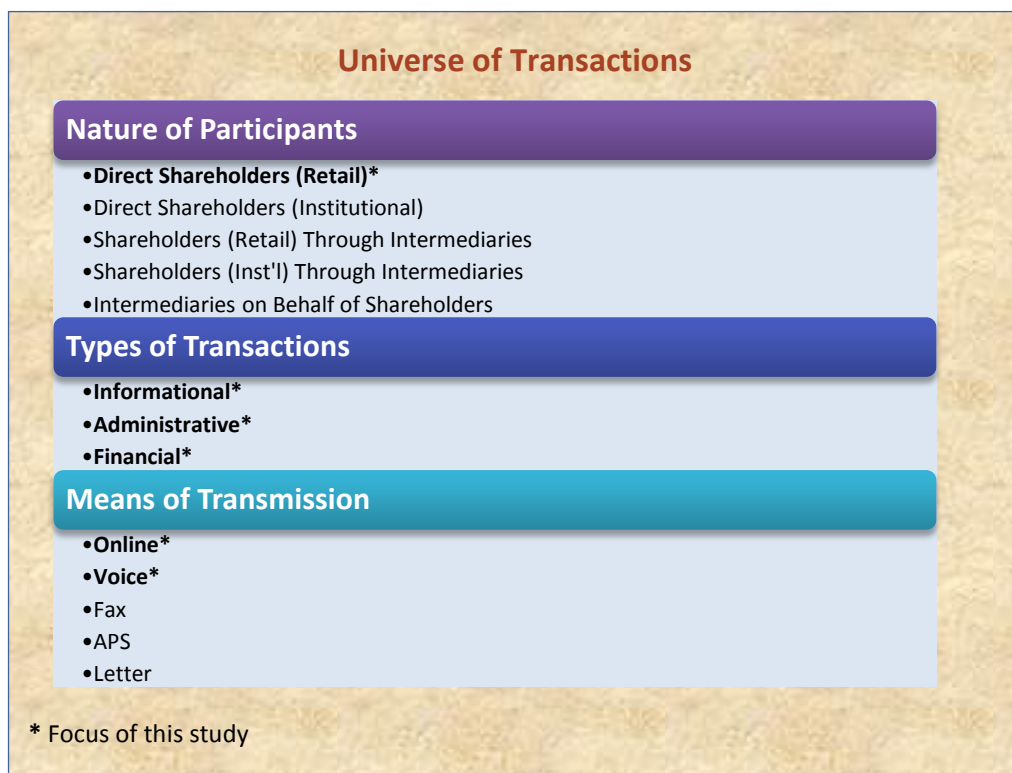 Universe of Transactions
Nature of Participants
•Direct Shareholders (Retail)*
•Direct Shareholders (Institutional)
•Shareholders (Retail) Through Intermediaries
•Shareholders (Inst'l) Through Intermediaries
•Intermediaries on Behalf of Shareholders
Types of Transactions
•Informational*
•Administrative*
•Financial*
Means of Transmission
•Online*
•Voice*
•Fax
•APS
•Letter
* Focus of this study